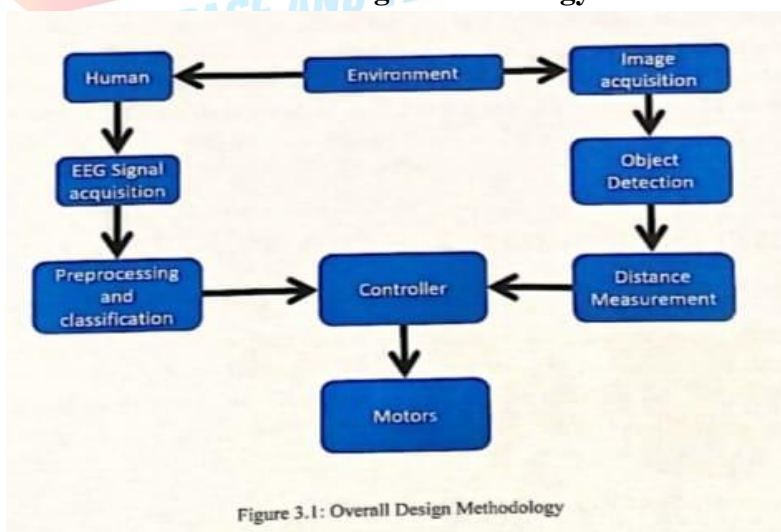 Human
Environment
Image
acquisition
EEG Signal
acquisition
Object
Detection
Preprocessing
and
classification
Controller
Distance
Measurement
Motors
Figure 3.1: Overall Design Methodology